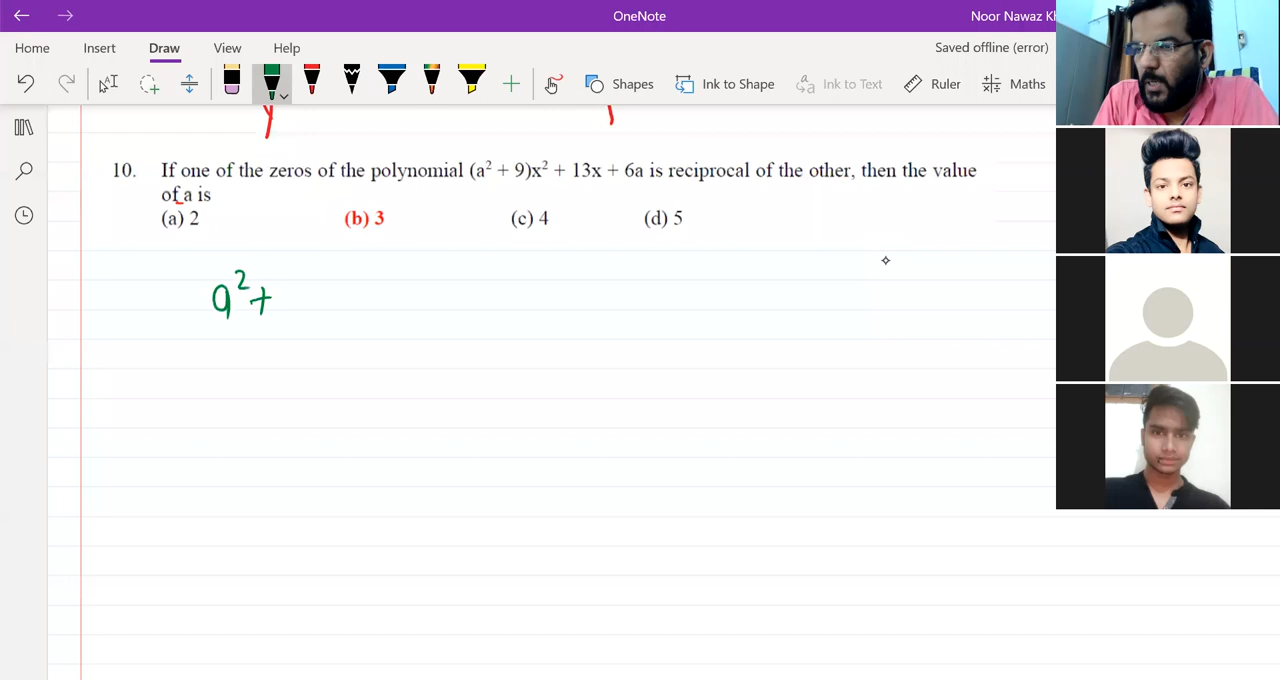 OneNote
Noor Nawaz Kh
Home Insert Draw View Help
Saved offline (error)
Shapes Ink to Shape Ink to Text Ruler Maths
10. If one of the zeros of the polynomial (a² + 9)x² + 13x + 6a is reciprocal of the other, then the value
of a is
(a) 2 (b) 3 (c) 4 (d) 5
a² +